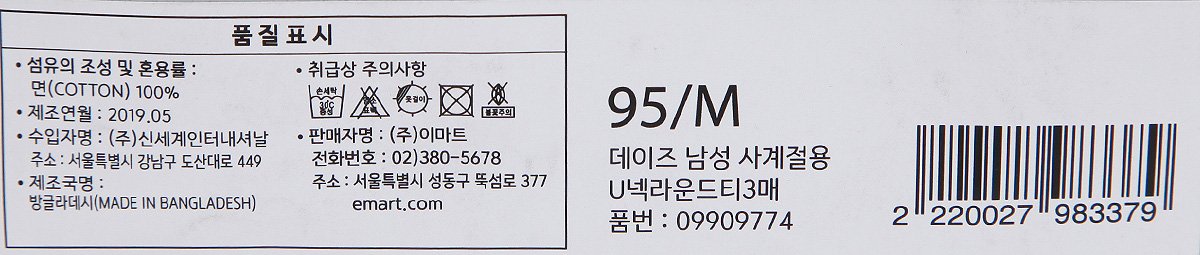 품질표시
• 섬유의 조성 및 혼용률 :
면(COTTON) 100%
• 제조연월 : 2019.05
• 수입자명 : (주)신세계인터내셔날
주소 : 서울특별시 강남구 도산대로 449
• 제조국명 :
방글라데시(MADE IN BANGLADESH)
• 취급상 주의사항
손세탁
30℃
중성
염소
표백
옷걸이
불꽃주의
• 판매자명 : (주)이마트
전화번호 : 02)380-5678
주소 : 서울특별시 성동구 뚝섬로 377
emart.com
95/M
데이즈 남성 사계절용
U넥라운드티3매
품번 : 09909774
2 220027 983379